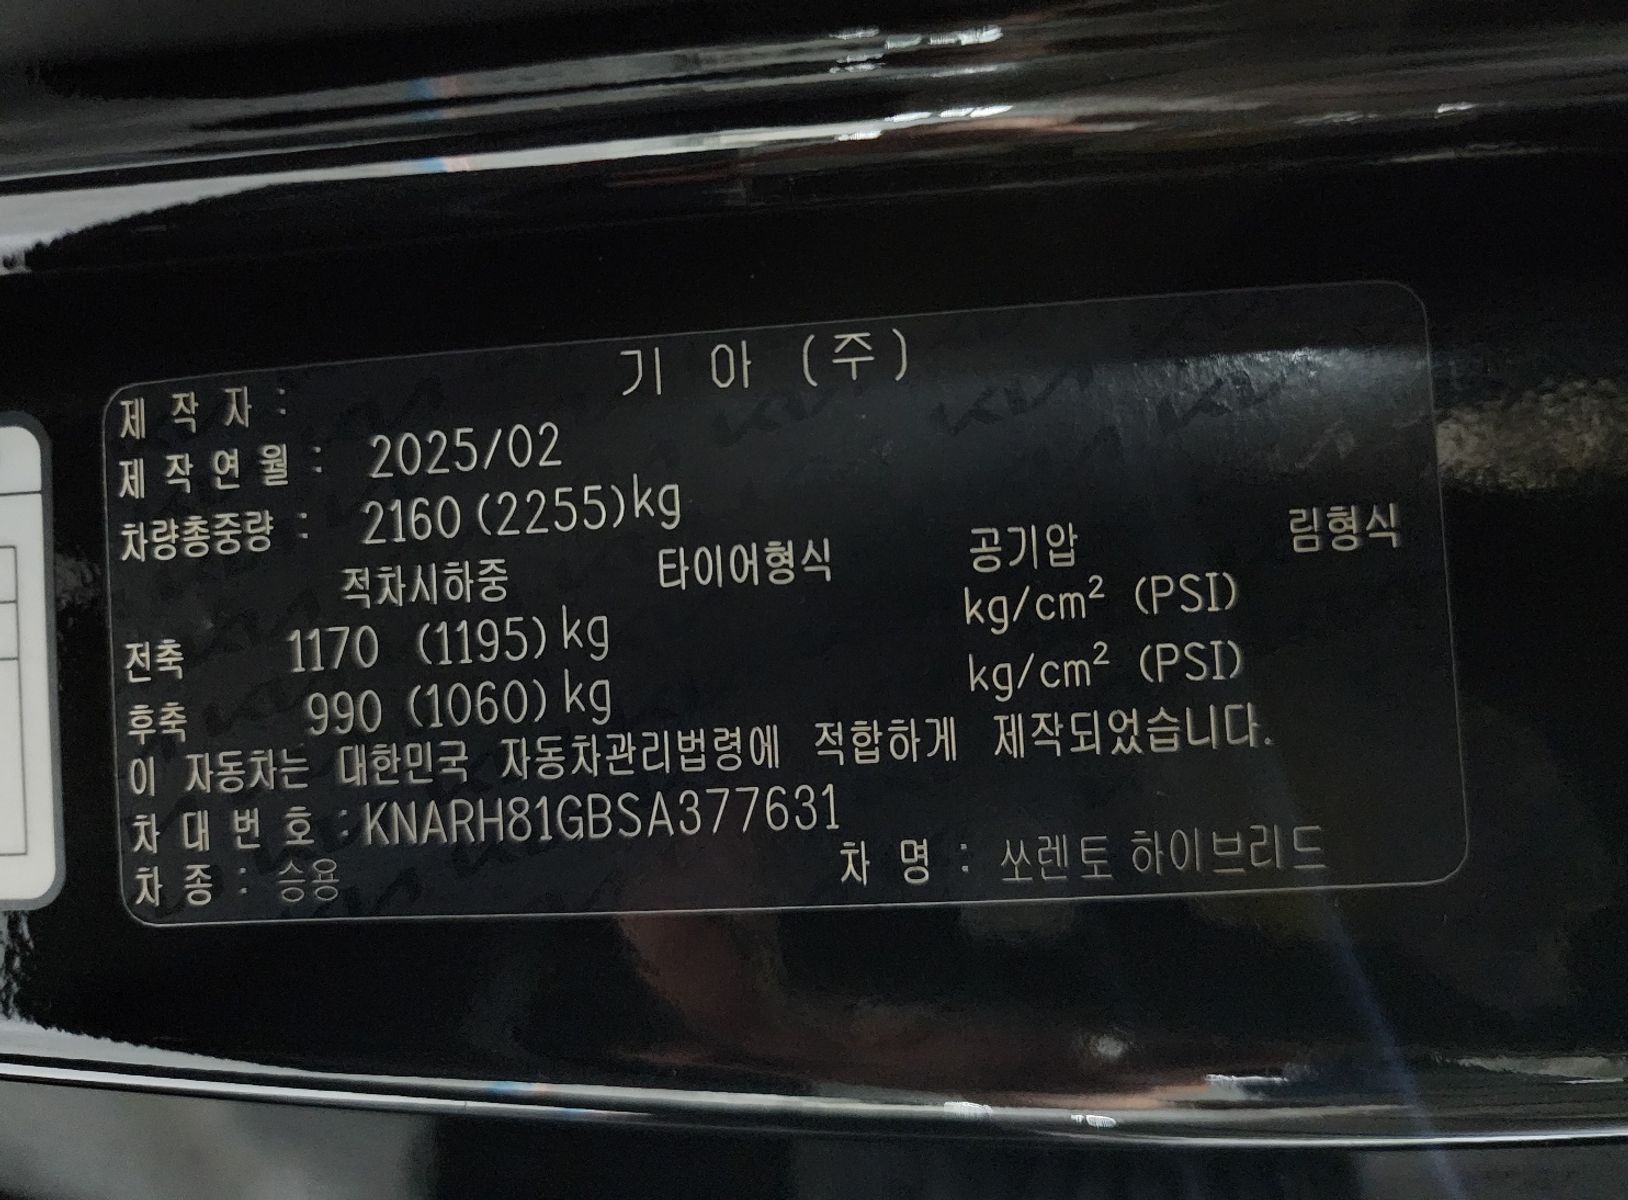 제 작 자 : 기 아 (주)
제 작 연 월 : 2025/02
차량총중량 : 2160 (2255)kg
적차시하중 타이어형식 공기압 림형식
전축 1170 (1195)kg kg/cm² (PSI)
후축 990 (1060)kg kg/cm² (PSI)
이 자동차는 대한민국 자동차관리법령에 적합하게 제작되었습니다.
차 대 번 호 : KNARH81GBSA377631
차 종 : 승용 차 명 : 쏘렌토 하이브리드